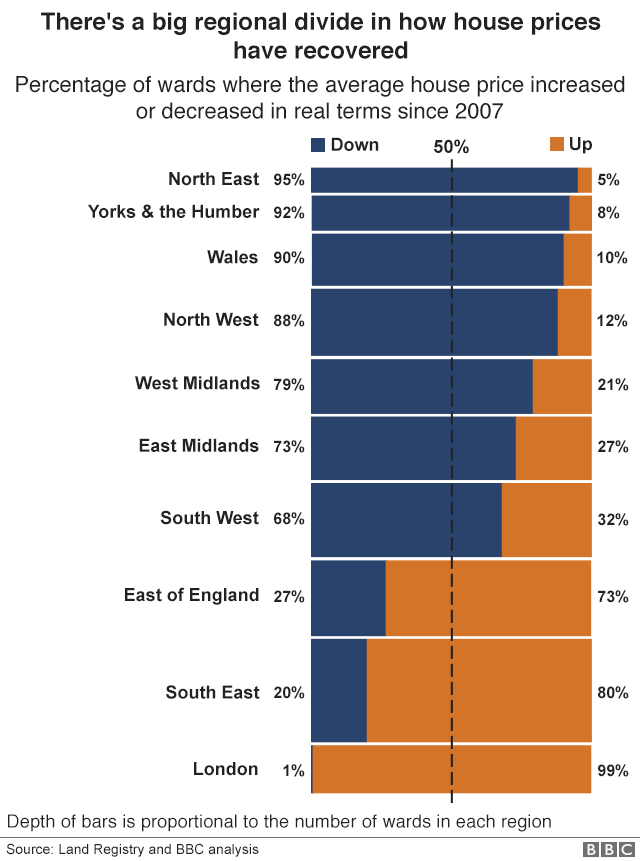 There's a big regional divide in how house prices
have recovered
Percentage of wards where the average house price increased
or decreased in real terms since 2007
Down 50% Up
North East 95% 5%
Yorks & the Humber 92% 8%
Wales 90% 10%
North West 88% 12%
West Midlands 79% 21%
East Midlands 73% 27%
South West 68% 32%
East of England 27% 73%
South East 20% 80%
London 1% 99%
Depth of bars is proportional to the number of wards in each region
Source: Land Registry and BBC analysis BBC